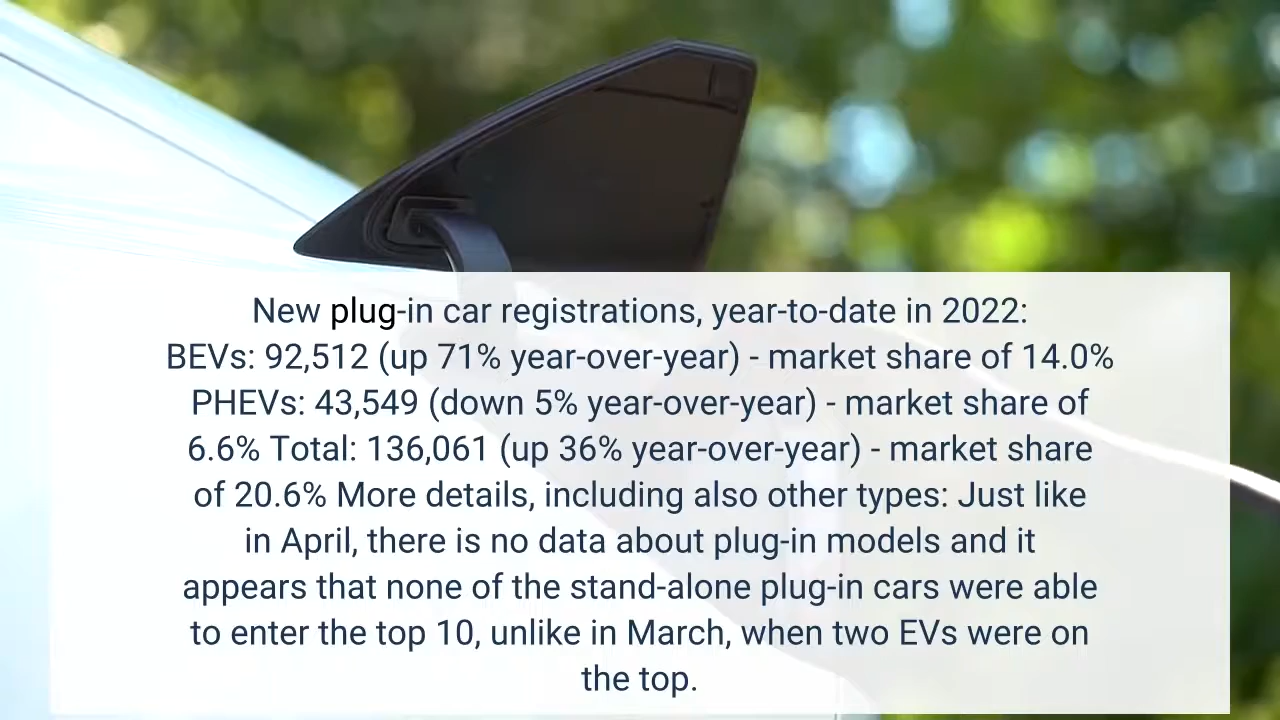 New plug-in car registrations, year-to-date in 2022:
BEVs: 92,512 (up 71% year-over-year) - market share of 14.0%
PHEVs: 43,549 (down 5% year-over-year) - market share of
6.6% Total: 136,061 (up 36% year-over-year) - market share
of 20.6% More details, including also other types: Just like
in April, there is no data about plug-in models and it
appears that none of the stand-alone plug-in cars were able
to enter the top 10, unlike in March, when two EVs were on
the top.